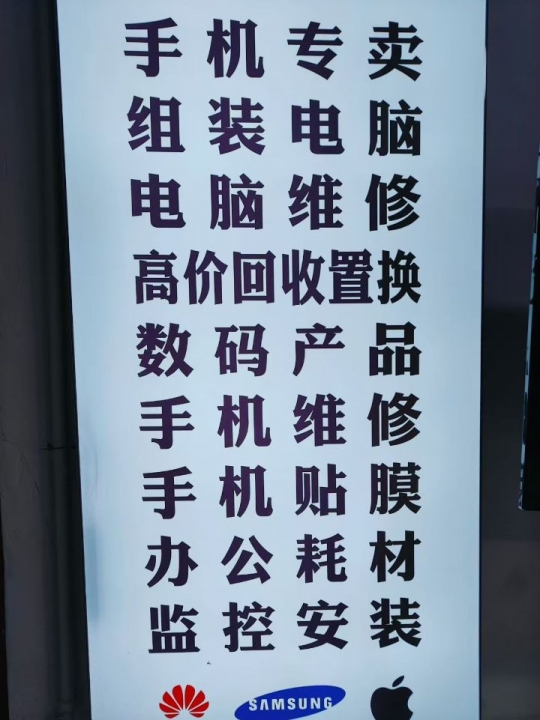 手机专卖
组装电脑
电脑维修
高价回收置换
数码产品
手机维修
手机贴膜
办公耗材
监控安装
SAMSUNG